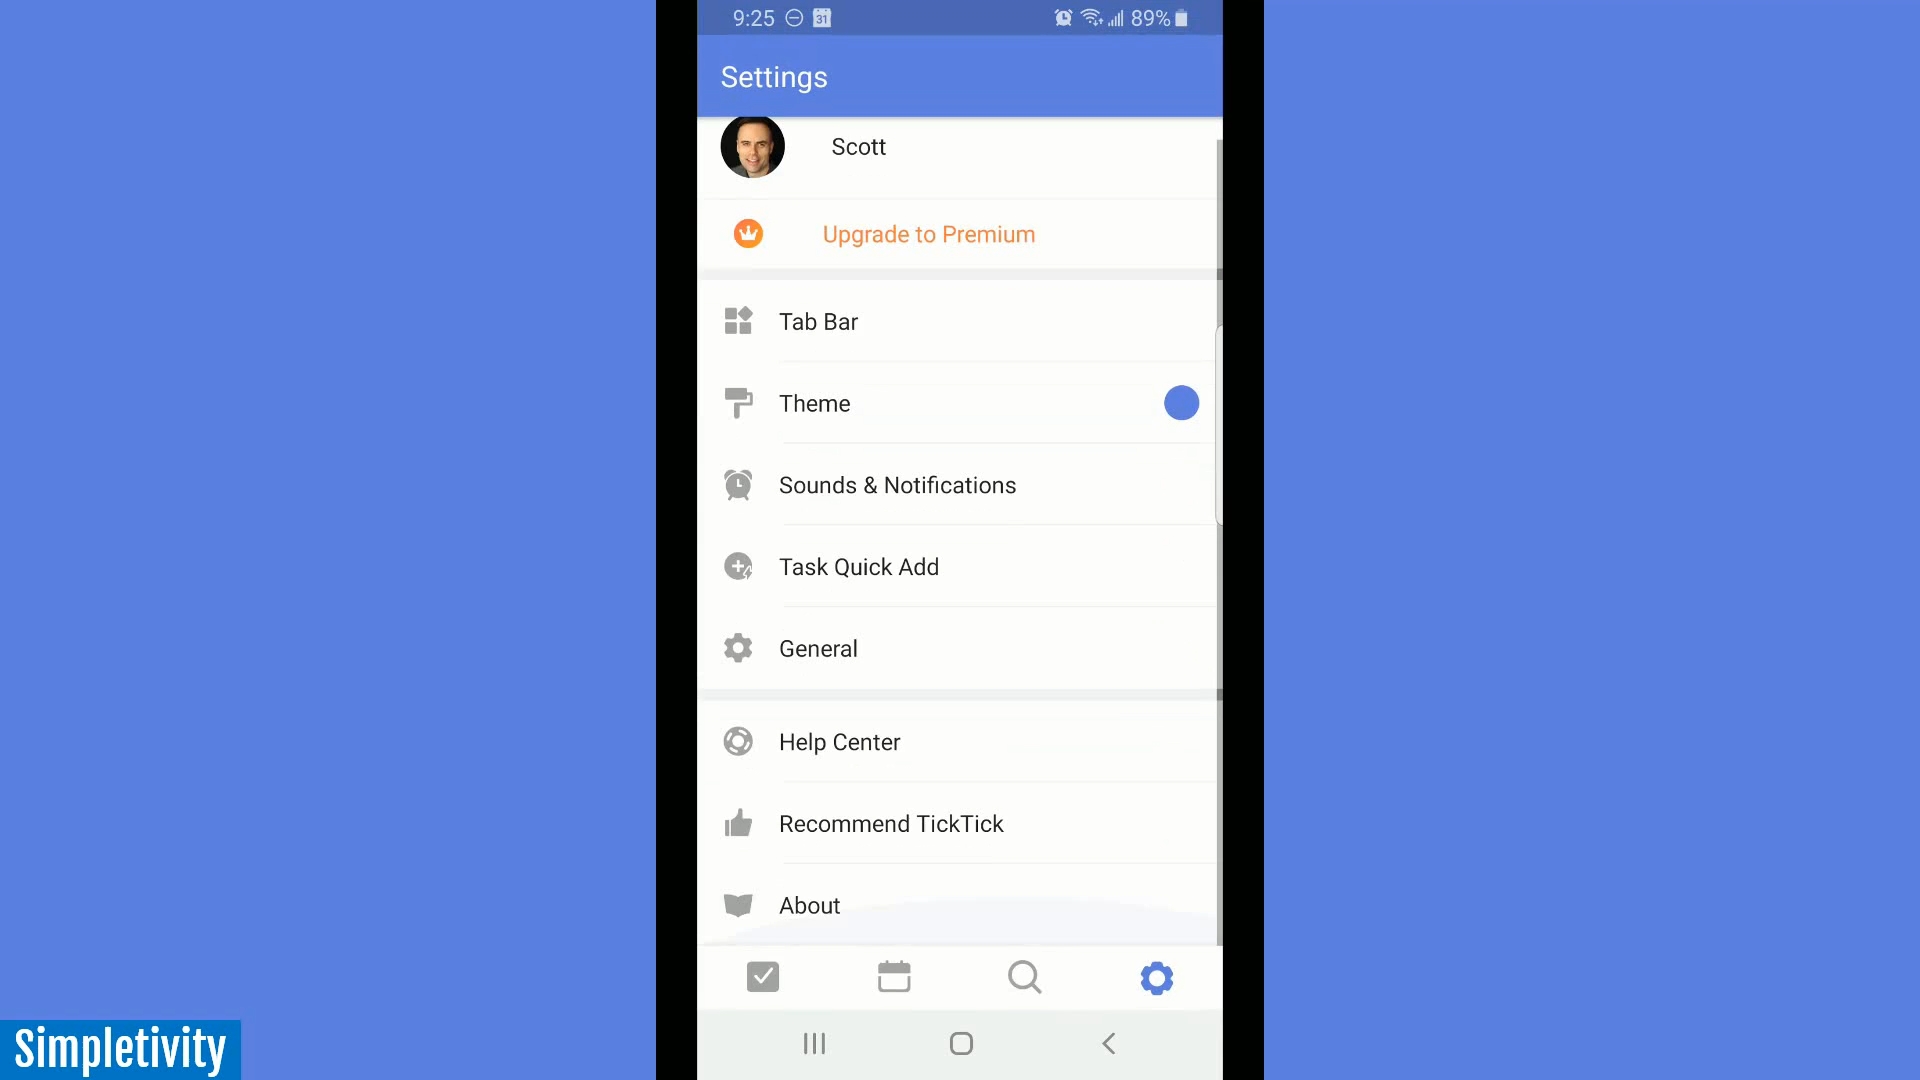 9:25
31
89%
Settings
Scott
Upgrade to Premium
Tab Bar
Theme
Sounds & Notifications
Task Quick Add
General
Help Center
Recommend TickTick
About
Simpletivity